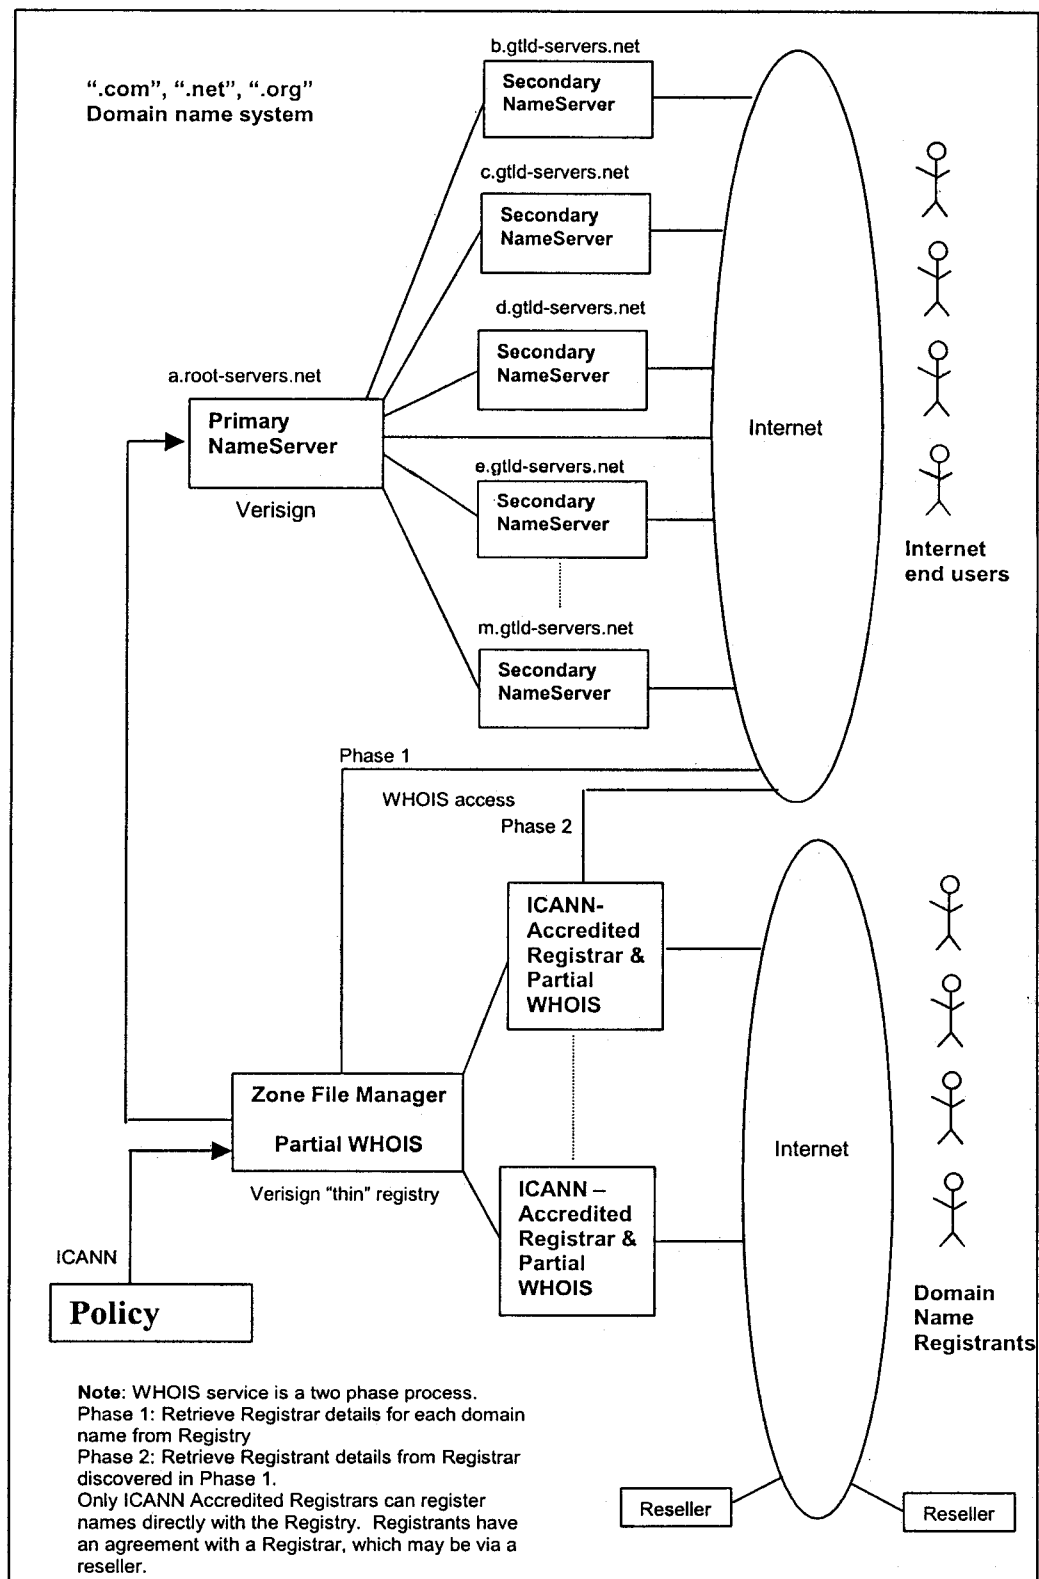 b.gtld-servers.net
".com", ".net", ".org"
Domain name system
Secondary
NameServer
c.gtld-servers.net
Secondary
NameServer
d.gtld-servers.net
Secondary
NameServer
a.root-servers.net
Primary
NameServer
Verisign
Internet
e.gtld-servers.net
Secondary
NameServer
Internet
end users
m.gtld-servers.net
Secondary
NameServer
Phase 1
WHOIS access
Phase 2
ICANN-
Accredited
Registrar &
Partial
WHOIS
Zone File Manager
Partial WHOIS
Verisign "thin" registry
Internet
ICANN –
Accredited
Registrar &
Partial
WHOIS
ICANN
Policy
Domain
Name
Registrants
Note: WHOIS service is a two phase process.
Phase 1: Retrieve Registrar details for each domain
name from Registry
Phase 2: Retrieve Registrant details from Registrar
discovered in Phase 1.
Only ICANN Accredited Registrars can register
names directly with the Registry. Registrants have
an agreement with a Registrar, which may be via a
reseller.
Reseller
Reseller